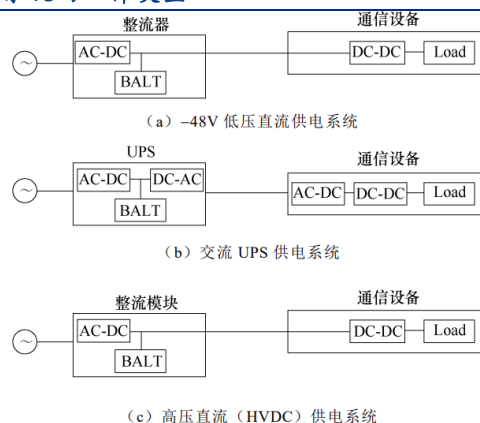 整流器
通信设备
~
AC-DC
DC-DC
Load
BALT
（a）–48V 低压直流供电系统
UPS
通信设备
~
AC-DC
DC-AC
AC-DC
DC-DC
Load
BALT
（b）交流 UPS 供电系统
整流模块
通信设备
~
AC-DC
DC-DC
Load
BALT
（c）高压直流（HVDC）供电系统